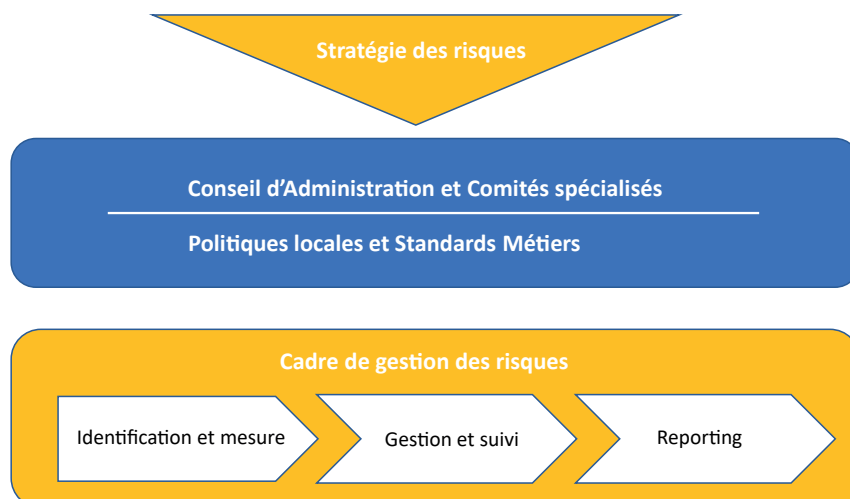 Stratégie des risques
Conseil d’Administration et Comités spécialisés
Politiques locales et Standards Métiers
Cadre de gestion des risques
Identification et mesure
Gestion et suivi
Reporting